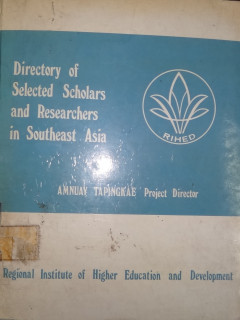 Directory of
Selected Scholars
and Researchers
in Southeast Asia
RIHED
AMNUAY TAPINGKAE Project Director
Regional Institute of Higher Education and Development